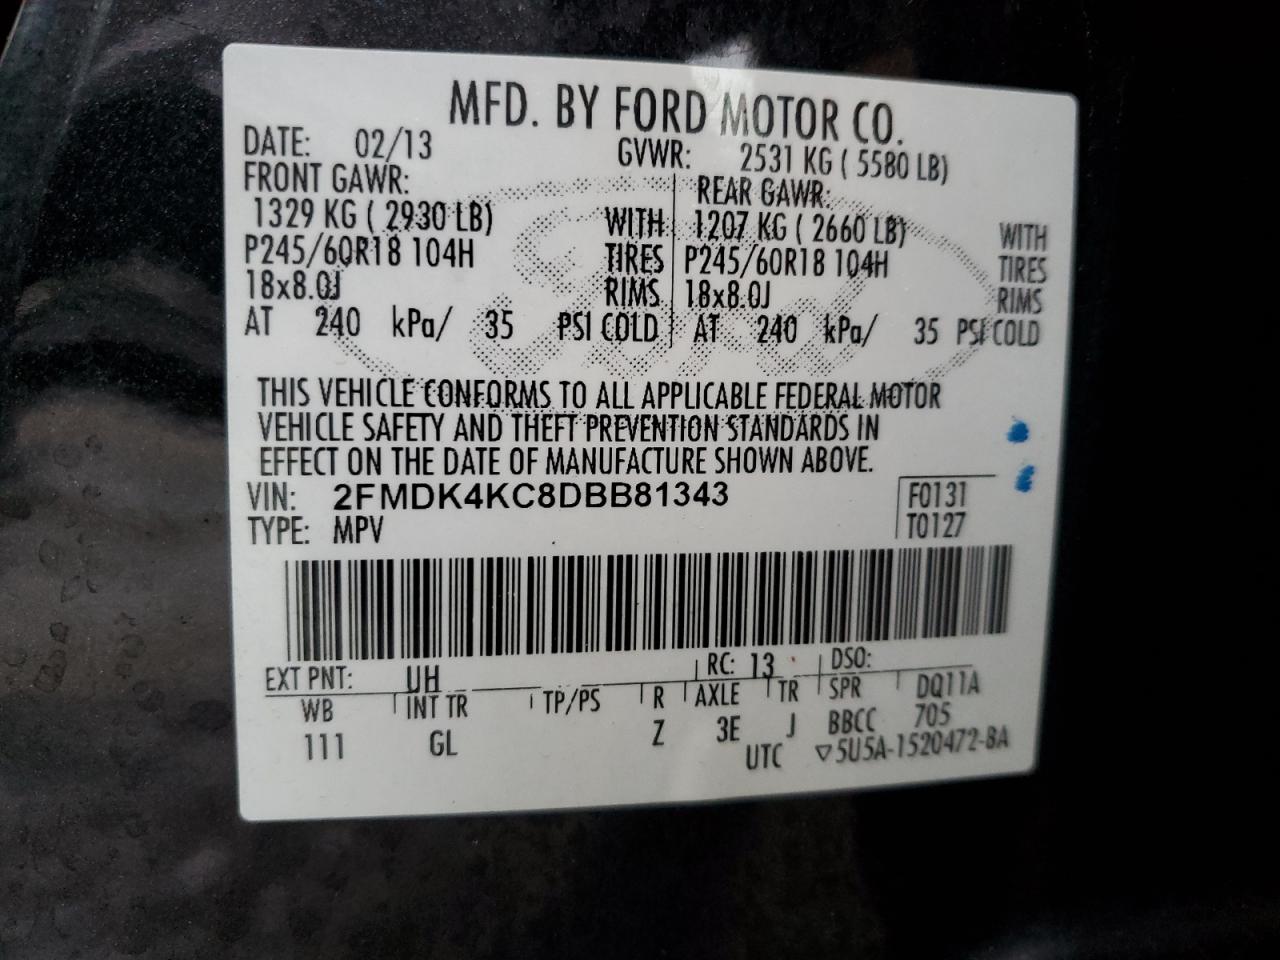 MFD. BY FORD MOTOR CO.
DATE: 02/13 GVWR: 2531 KG ( 5580 LB)
FRONT GAWR: REAR GAWR:
1329 KG ( 2930 LB) WITH 1207 KG ( 2660 LB) WITH
P245/60R18 104H TIRES P245/60R18 104H TIRES
18x8.0J RIMS 18x8.0J RIMS
AT 240 kPa/ 35 PSI COLD AT 240 kPa/ 35 PSI COLD
THIS VEHICLE CONFORMS TO ALL APPLICABLE FEDERAL MOTOR
VEHICLE SAFETY AND THEFT PREVENTION STANDARDS IN
EFFECT ON THE DATE OF MANUFACTURE SHOWN ABOVE.
VIN: 2FMDK4KC8DBB81343 F0131
TYPE: MPV T0127
EXT PNT: UH RC: 13 DSO:
WB INT TR TP/PS R AXLE TR SPR DQ11A
111 GL Z 3E J BBCC 705
UTC ▽5U5A-1520472-BA
Ford